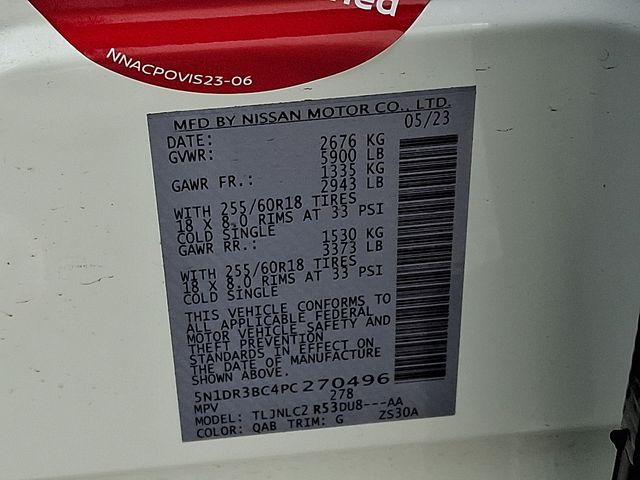 NNACPOVIS23-06
MFD BY NISSAN MOTOR CO., LTD.
DATE: 05/23
GVWR: 2676 KG
5900 LB
GAWR FR.: 1335 KG
2943 LB
WITH 255/60R18 TIRES
18 X 8.0 RIMS AT 33 PSI
COLD SINGLE
GAWR RR.: 1530 KG
3373 LB
WITH 255/60R18 TIRES
18 X 8.0 RIMS AT 33 PSI
COLD SINGLE
THIS VEHICLE CONFORMS TO
ALL APPLICABLE FEDERAL
MOTOR VEHICLE SAFETY AND
THEFT PREVENTION
STANDARDS IN EFFECT ON
THE DATE OF MANUFACTURE
SHOWN ABOVE.
5N1DR3BC4PC270496
MPV 278
MODEL: TLJNLC2 R53DU8---AA
COLOR: QAB TRIM: G ZS30A